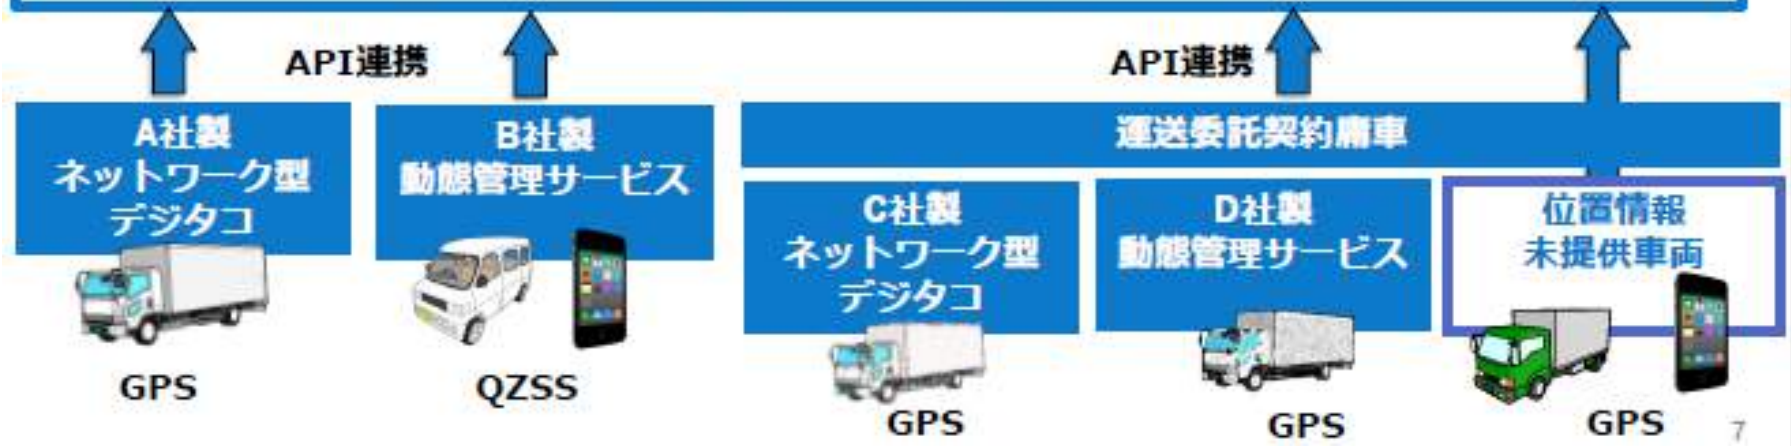 API連携
API連携
A社製
ネットワーク型
デジタコ
B社製
動態管理サービス
運送委託契約庸車
C社製
ネットワーク型
デジタコ
D社製
動態管理サービス
位置情報
未提供車両
GPS
QZSS
GPS
GPS
GPS
7